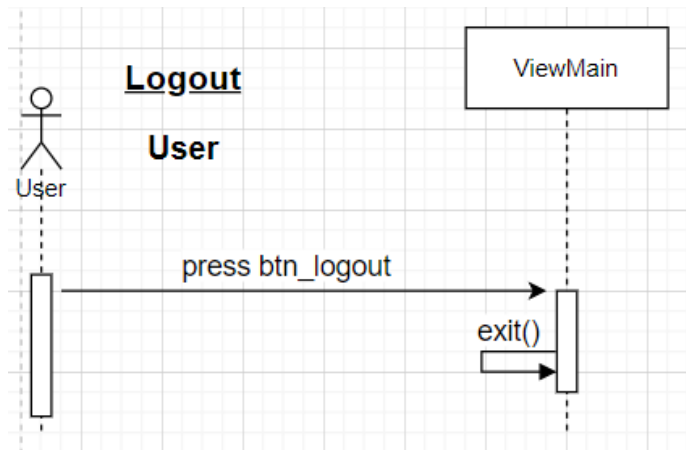 Logout
ViewMain
User
User
press btn_logout
exit()